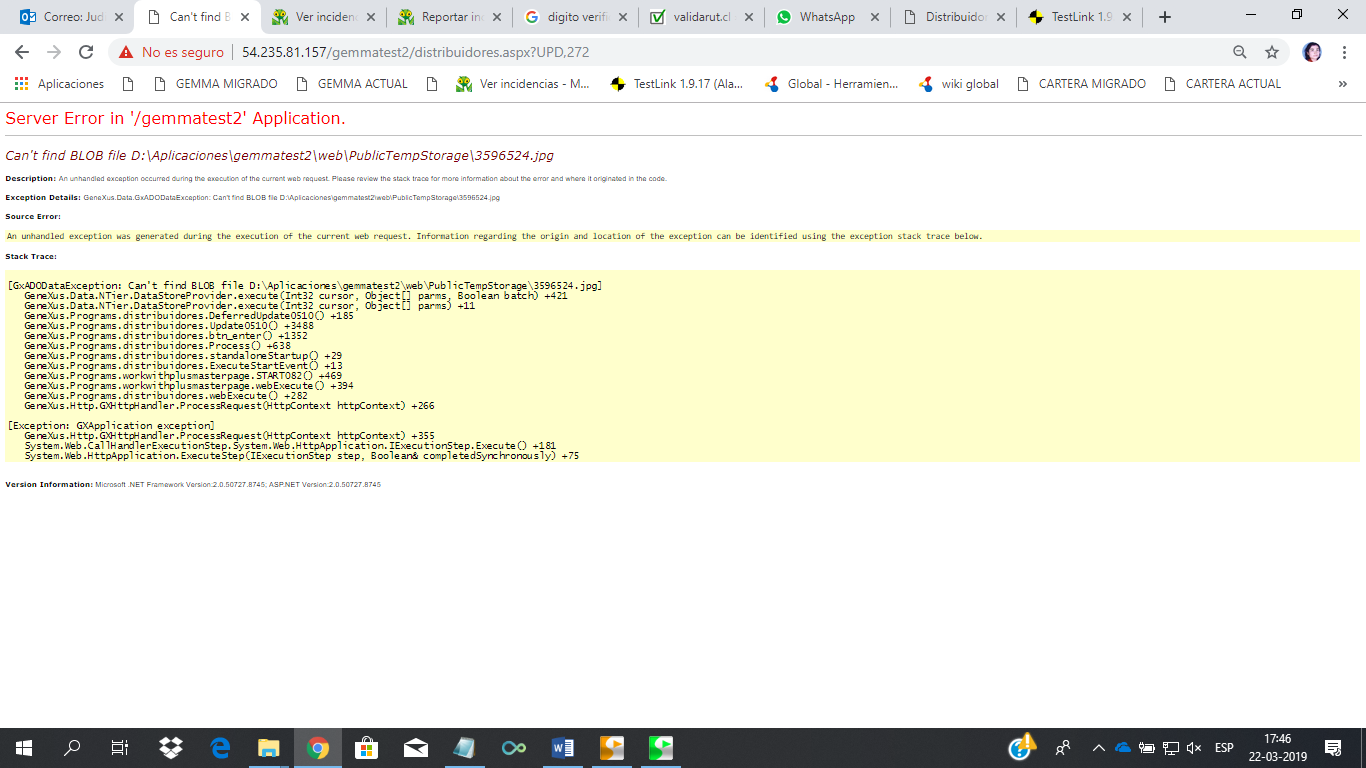 Correo: Jud
Can't find B
Ver inciden
Reportar in
digito verifi
validarut.cl
WhatsApp
Distribuidor
TestLink 1.9
No es seguro
54.235.81.157/gemmatest2/distribuidores.aspx?UPD,272
Aplicaciones
GEMMA MIGRADO
GEMMA ACTUAL
Ver incidencias - M...
TestLink 1.9.17 (Ala...
Global - Herramien...
wiki global
CARTERA MIGRADO
CARTERA ACTUAL
»
Server Error in '/gemmatest2' Application.
Can't find BLOB file D:\Aplicaciones\gemmatest2\web\PublicTempStorage\3596524.jpg
Description: An unhandled exception occurred during the execution of the current web request. Please review the stack trace for more information about the error and where it originated in the code.
Exception Details: GeneXus.Data.GxADODataException: Can't find BLOB file D:\Aplicaciones\gemmatest2\web\PublicTempStorage\3596524.jpg
Source Error:
An unhandled exception was generated during the execution of the current web request. Information regarding the origin and location of the exception can be identified using the exception stack trace below.
Stack Trace:
[GxADODataException: Can't find BLOB file D:\Aplicaciones\gemmatest2\web\PublicTempStorage\3596524.jpg]
GeneXus.Data.NTier.DataStoreProvider.execute(Int32 cursor, Object[] parms, Boolean batch) +421
GeneXus.Data.NTier.DataStoreProvider.execute(Int32 cursor, Object[] parms) +11
GeneXus.Programs.distribuidores.DeferredUpdate0510() +185
GeneXus.Programs.distribuidores.Update0510() +3488
GeneXus.Programs.distribuidores.btn_enter() +1352
GeneXus.Programs.distribuidores.Process() +638
GeneXus.Programs.distribuidores.standaloneStartup() +29
GeneXus.Programs.distribuidores.ExecuteStartEvent() +13
GeneXus.Programs.workwithplusmasterpage.START082() +469
GeneXus.Programs.workwithplusmasterpage.webExecute() +394
GeneXus.Programs.distribuidores.webExecute() +282
GeneXus.Http.GXHttpHandler.ProcessRequest(HttpContext httpContext) +266
[Exception: GXApplication exception]
GeneXus.Http.GXHttpHandler.ProcessRequest(HttpContext httpContext) +355
System.Web.CallHandlerExecutionStep.System.Web.HttpApplication.IExecutionStep.Execute() +181
System.Web.HttpApplication.ExecuteStep(IExecutionStep step, Boolean& completedSynchronously) +75
Version Information: Microsoft .NET Framework Version:2.0.50727.8745; ASP.NET Version:2.0.50727.8745
ESP
17:46
22-03-2019